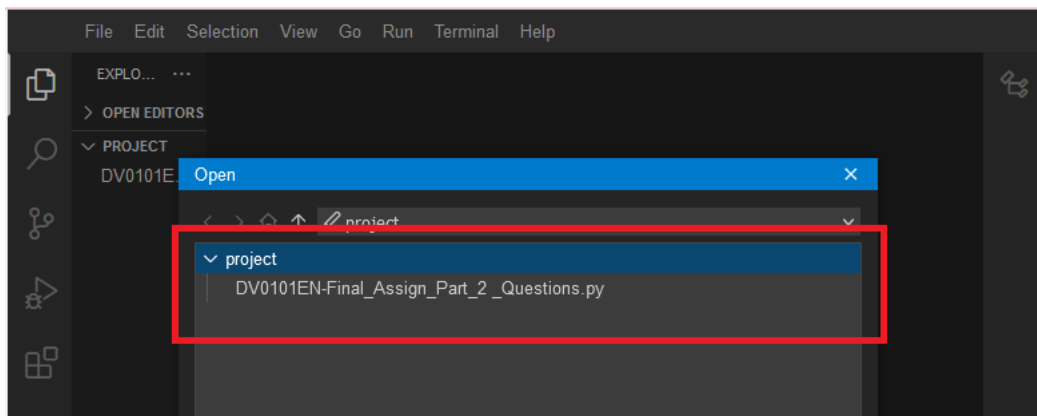 File Edit Selection View Go Run Terminal Help
EXPLO... ...
OPEN EDITORS
PROJECT
DV0101E
Open
project
project
DV0101EN-Final_Assign_Part_2 _Questions.py